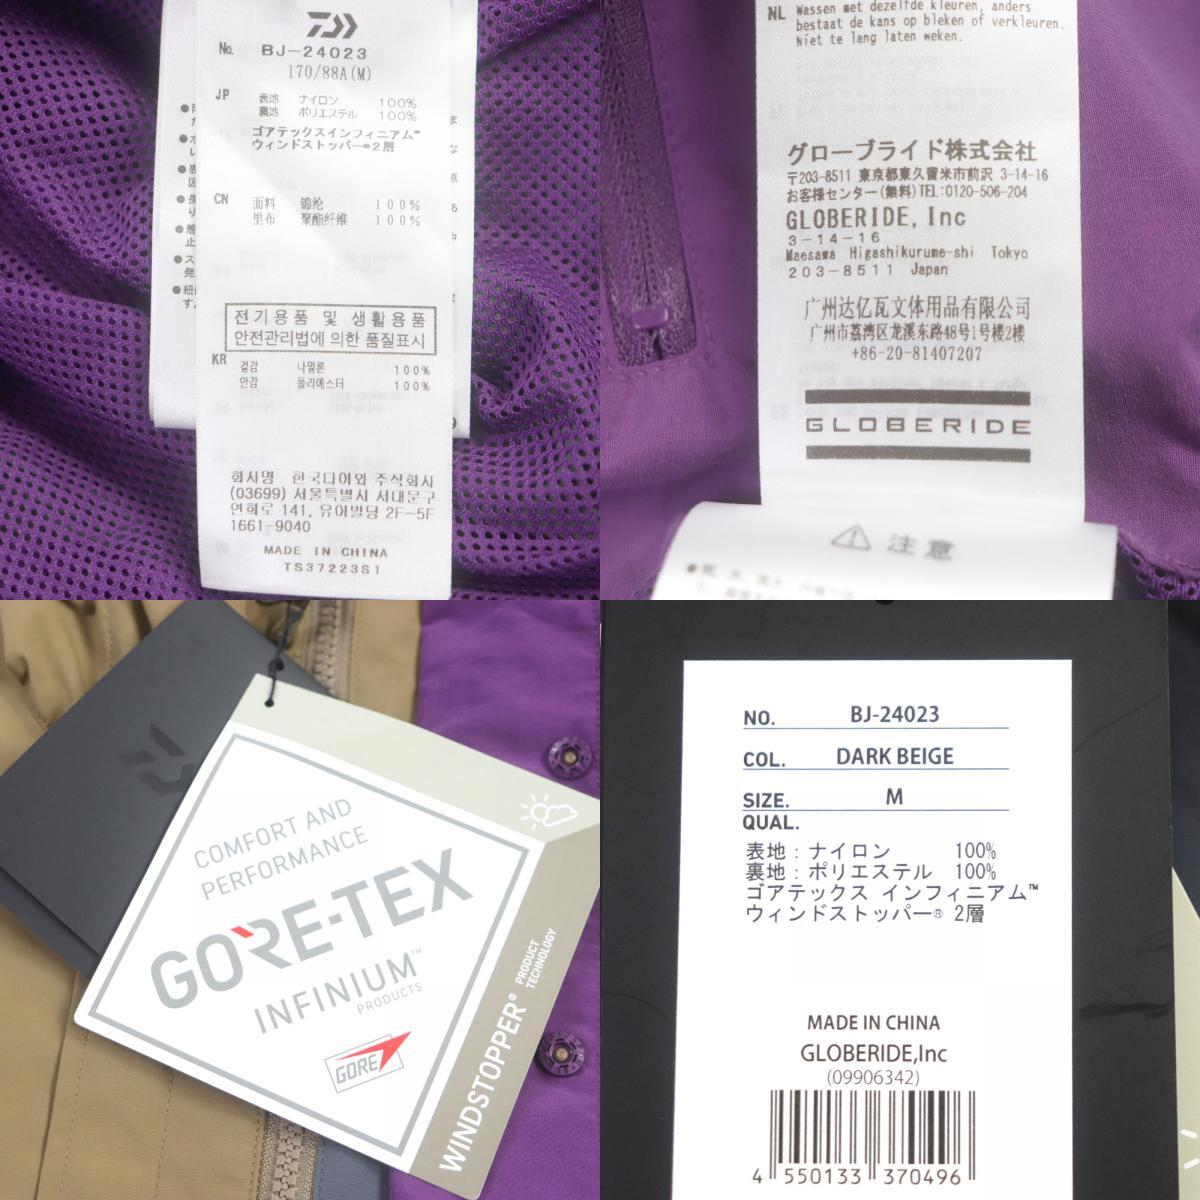 No. BJ-24023
170/88A(M)
JP 表地 ナイロン 100%
裏地 ポリエステル 100%
ゴアテックスインフィニアム™
ウィンドストッパー®2層
CN 面料 锦纶 100%
里布 聚酯纤维 100%
전기용품 및 생활용품
안전관리법에 의한 품질표시
KR 겉감 나일론 100%
안감 폴리에스터 100%
회사명 한국다이와 주식회사
(03699) 서울특별시 서대문구
연희로 141, 유어빌딩 2F~5F
1661-9040
MADE IN CHINA
TS37223S1
NL Wassen met dezelfde kleuren, anders
bestaat de kans op bleken of verkleuren.
Niet te lang laten weken.
グローブライド株式会社
〒203-8511 東京都東久留米市前沢 3-14-16
お客様センター(無料)TEL:0120-506-204
GLOBERIDE, Inc
3-14-16
Maesawa Higashikurume-shi Tokyo
203-8511 Japan
广州达亿瓦文体用品有限公司
广州市荔湾区龙溪东路48号1号楼2楼
+86-20-81407207
GLOBERIDE
注意
COMFORT AND
PERFORMANCE
GORE-TEX
INFINIUM™
PRODUCTS
GORE
WINDSTOPPER® PRODUCT
TECHNOLOGY
NO. BJ-24023
COL. DARK BEIGE
SIZE. M
QUAL.
表地：ナイロン 100%
裏地：ポリエステル 100%
ゴアテックス インフィニアム™
ウィンドストッパー® 2層
MADE IN CHINA
GLOBERIDE,Inc
(09906342)
4 550133 370496